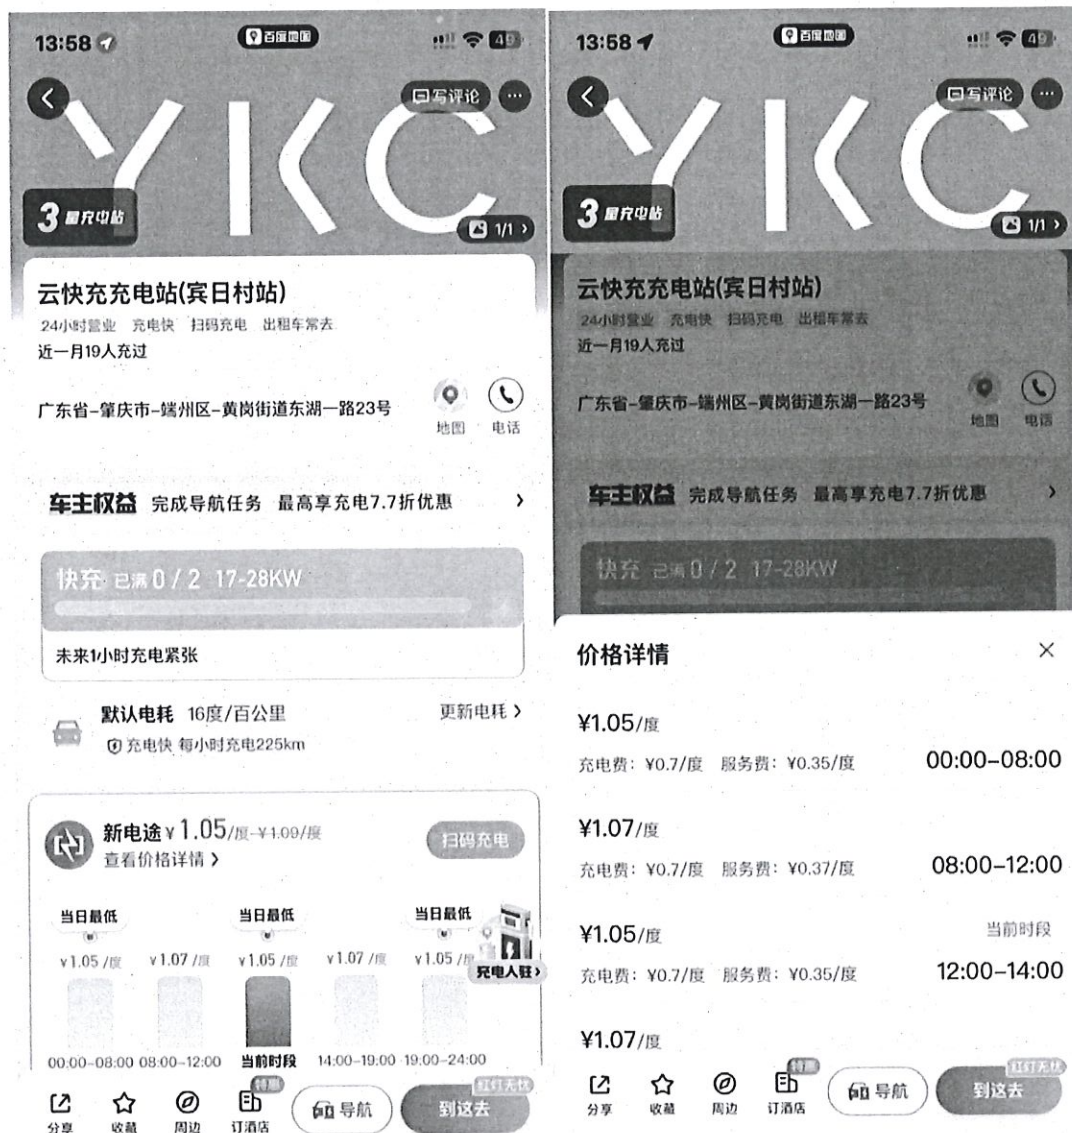 13:58
百度地图
49
写评论
YKC
3星充电站
1/1
云快充充电站(宾日村站)
24小时营业 充电快 扫码充电 出租车常去
近一月19人充过
广东省-肇庆市-端州区-黄岗街道东湖一路23号
地图 电话
车主权益 完成导航任务 最高享充电7.7折优惠
快充 已满0/2 17-28KW
未来1小时充电紧张
默认电耗 16度/百公里 更新电耗
充电快 每小时充电225km
新电途 ¥1.05/度 ¥1.09/度
扫码充电
查看价格详情
当日最低 当日最低 当日最低
¥1.05/度 ¥1.07/度 ¥1.05/度 ¥1.07/度 ¥1.05/度
充电入驻
00:00-08:00 08:00-12:00 当前时段 14:00-19:00 19:00-24:00
分享 收藏 周边 订酒店 特惠 导航 到这去 红灯无忧
13:58
百度地图
49
写评论
YKC
3星充电站
1/1
云快充充电站(宾日村站)
24小时营业 充电快 扫码充电 出租车常去
近一月19人充过
广东省-肇庆市-端州区-黄岗街道东湖一路23号
地图 电话
车主权益 完成导航任务 最高享充电7.7折优惠
快充 已满0/2 17-28KW
价格详情
¥1.05/度
充电费：¥0.7/度 服务费：¥0.35/度 00:00-08:00
¥1.07/度
充电费：¥0.7/度 服务费：¥0.37/度 08:00-12:00
¥1.05/度 当前时段
充电费：¥0.7/度 服务费：¥0.35/度 12:00-14:00
¥1.07/度
分享 收藏 周边 订酒店 特惠 导航 到这去 红灯无忧